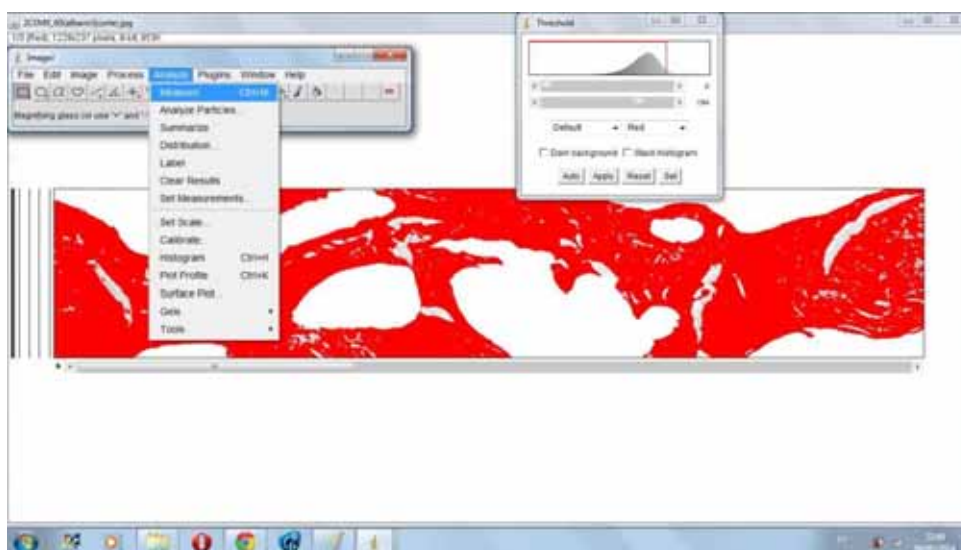 Threshold
ImageJ
File Edit Image Process Analyze Plugins Window Help
Measure Ctrl+M
Analyze Particles...
Summarize
Distribution...
Label
Clear Results
Set Measurements...
Set Scale...
Calibrate...
Histogram Ctrl+H
Plot Profile Ctrl+K
Surface Plot...
Gels
Tools
Default Red
Dark background
Auto Apply Reset Set